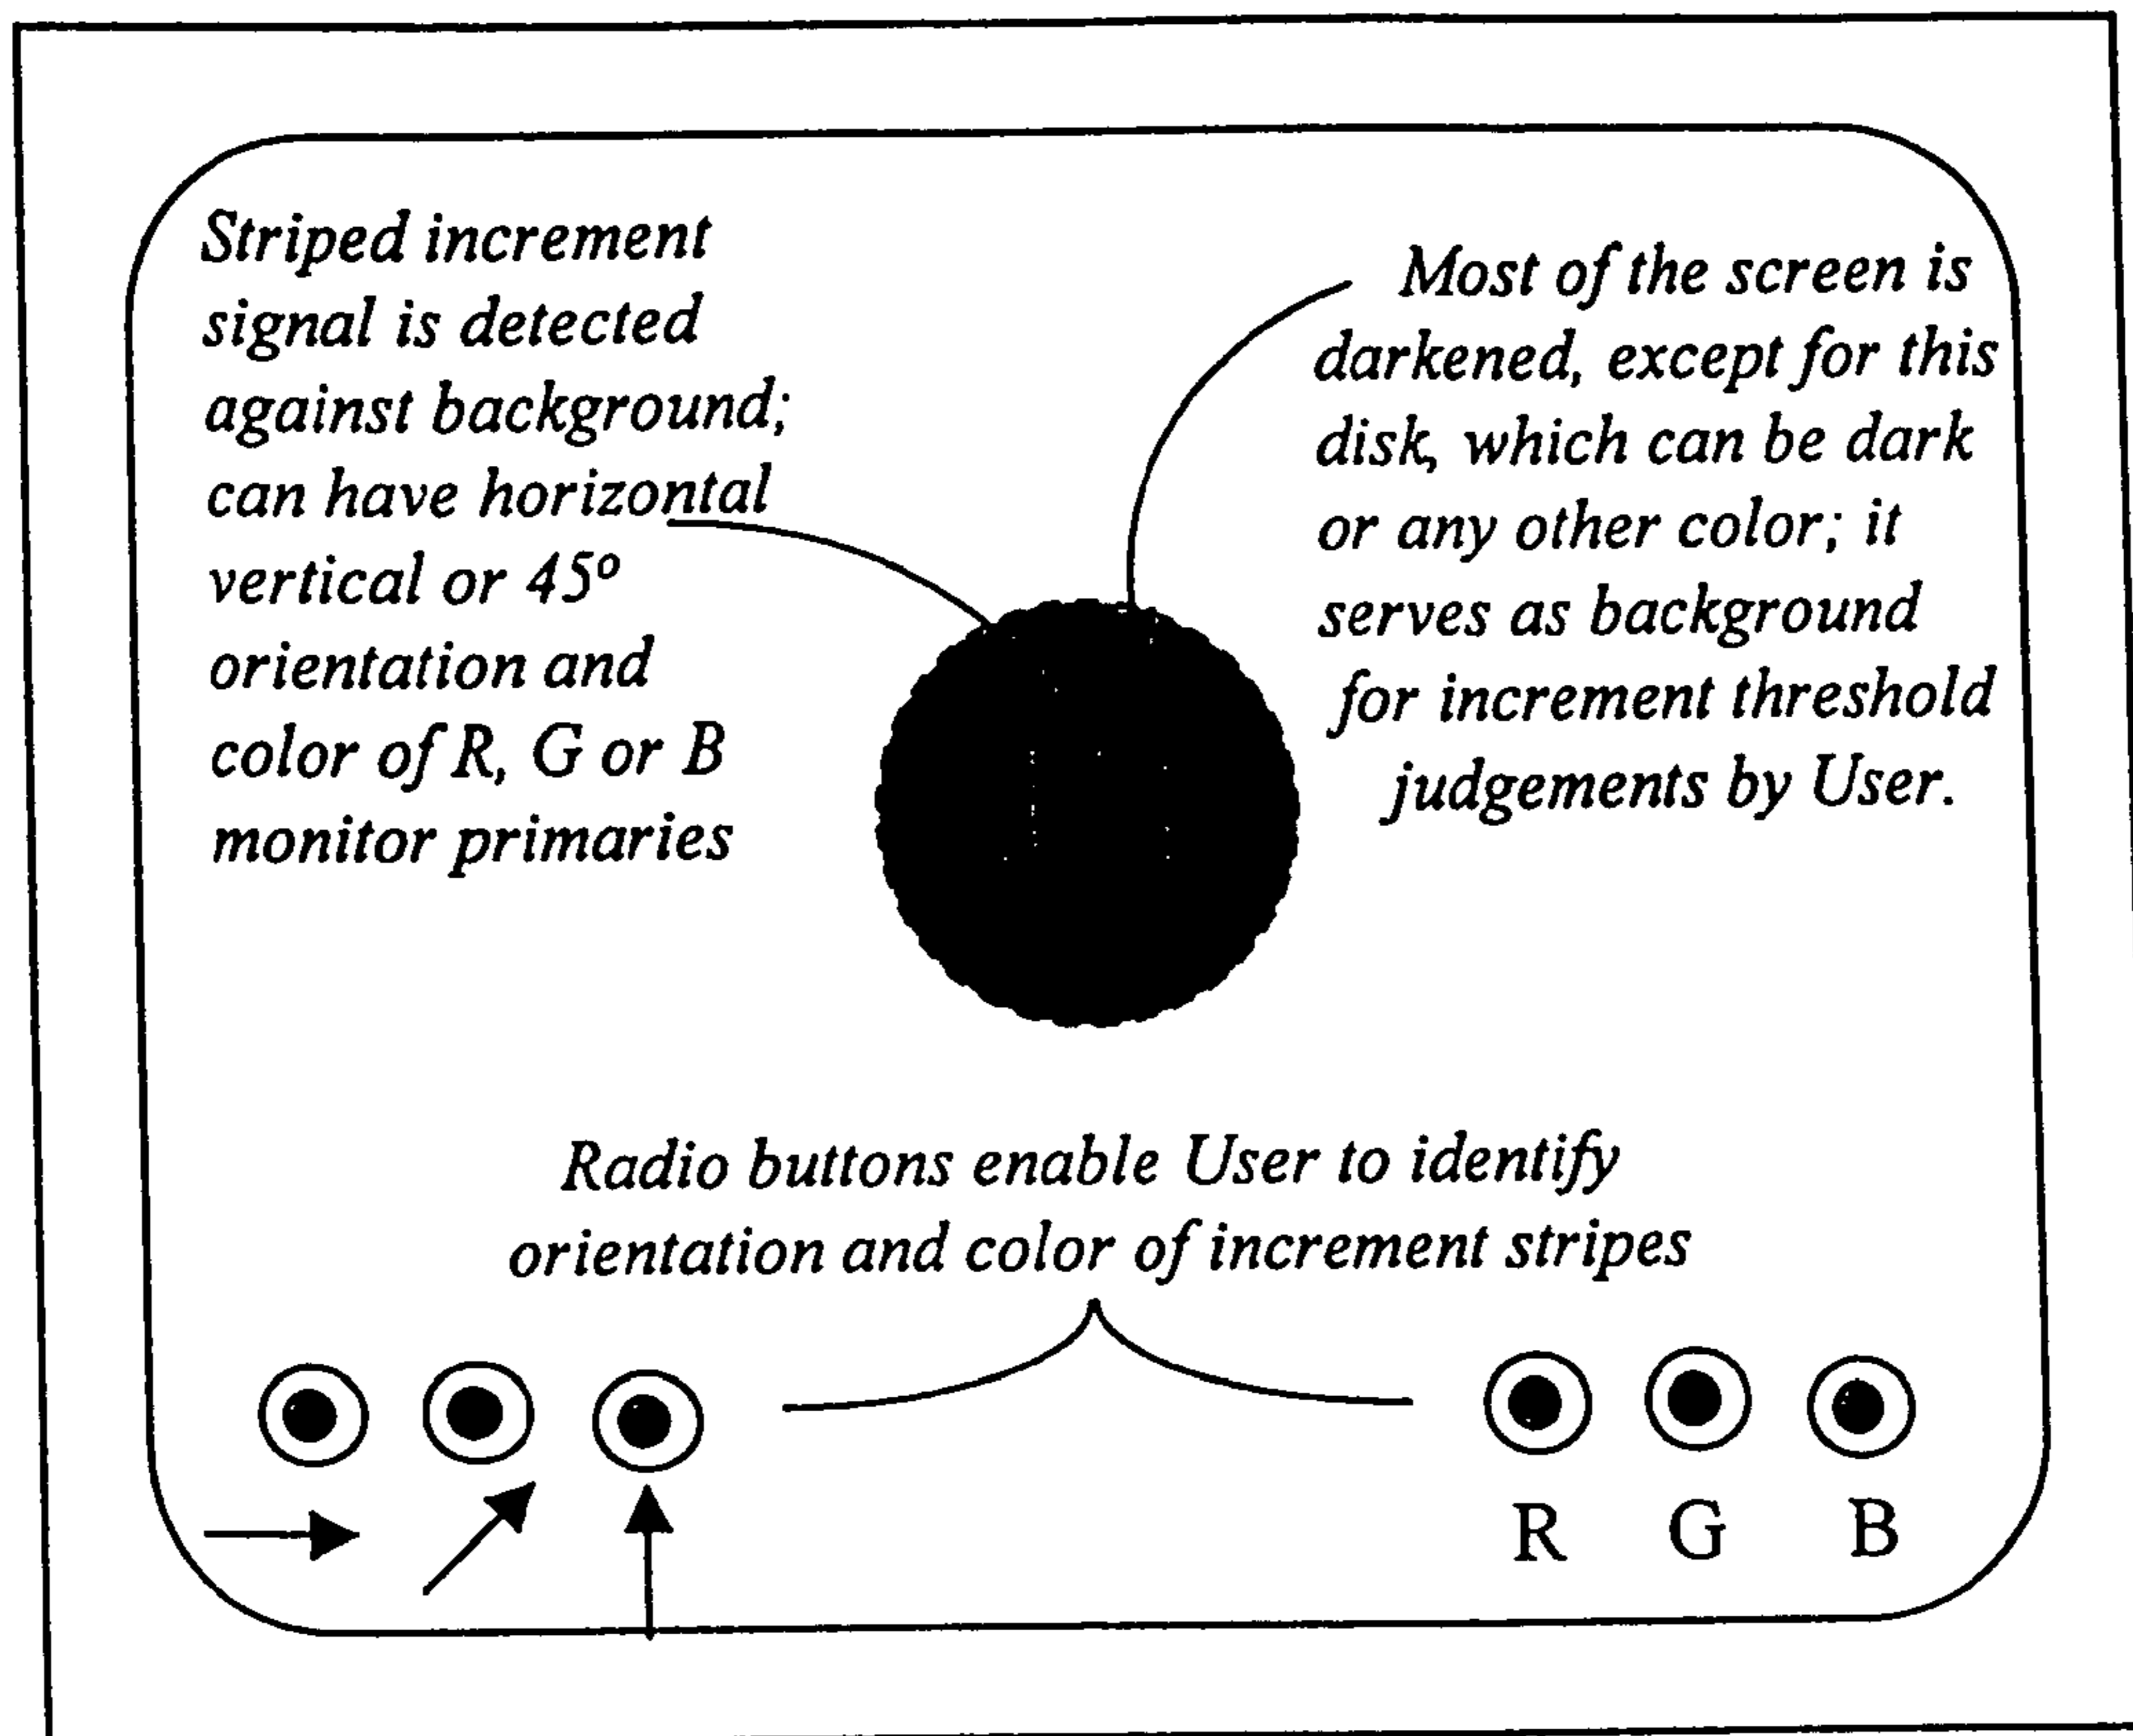 Striped increment
signal is detected
against background;
can have horizontal
vertical or 45º
orientation and
color of R, G or B
monitor primaries
Most of the screen is
darkened, except for this
disk, which can be dark
or any other color; it
serves as background
for increment threshold
judgements by User.
Radio buttons enable User to identify
orientation and color of increment stripes
R G B